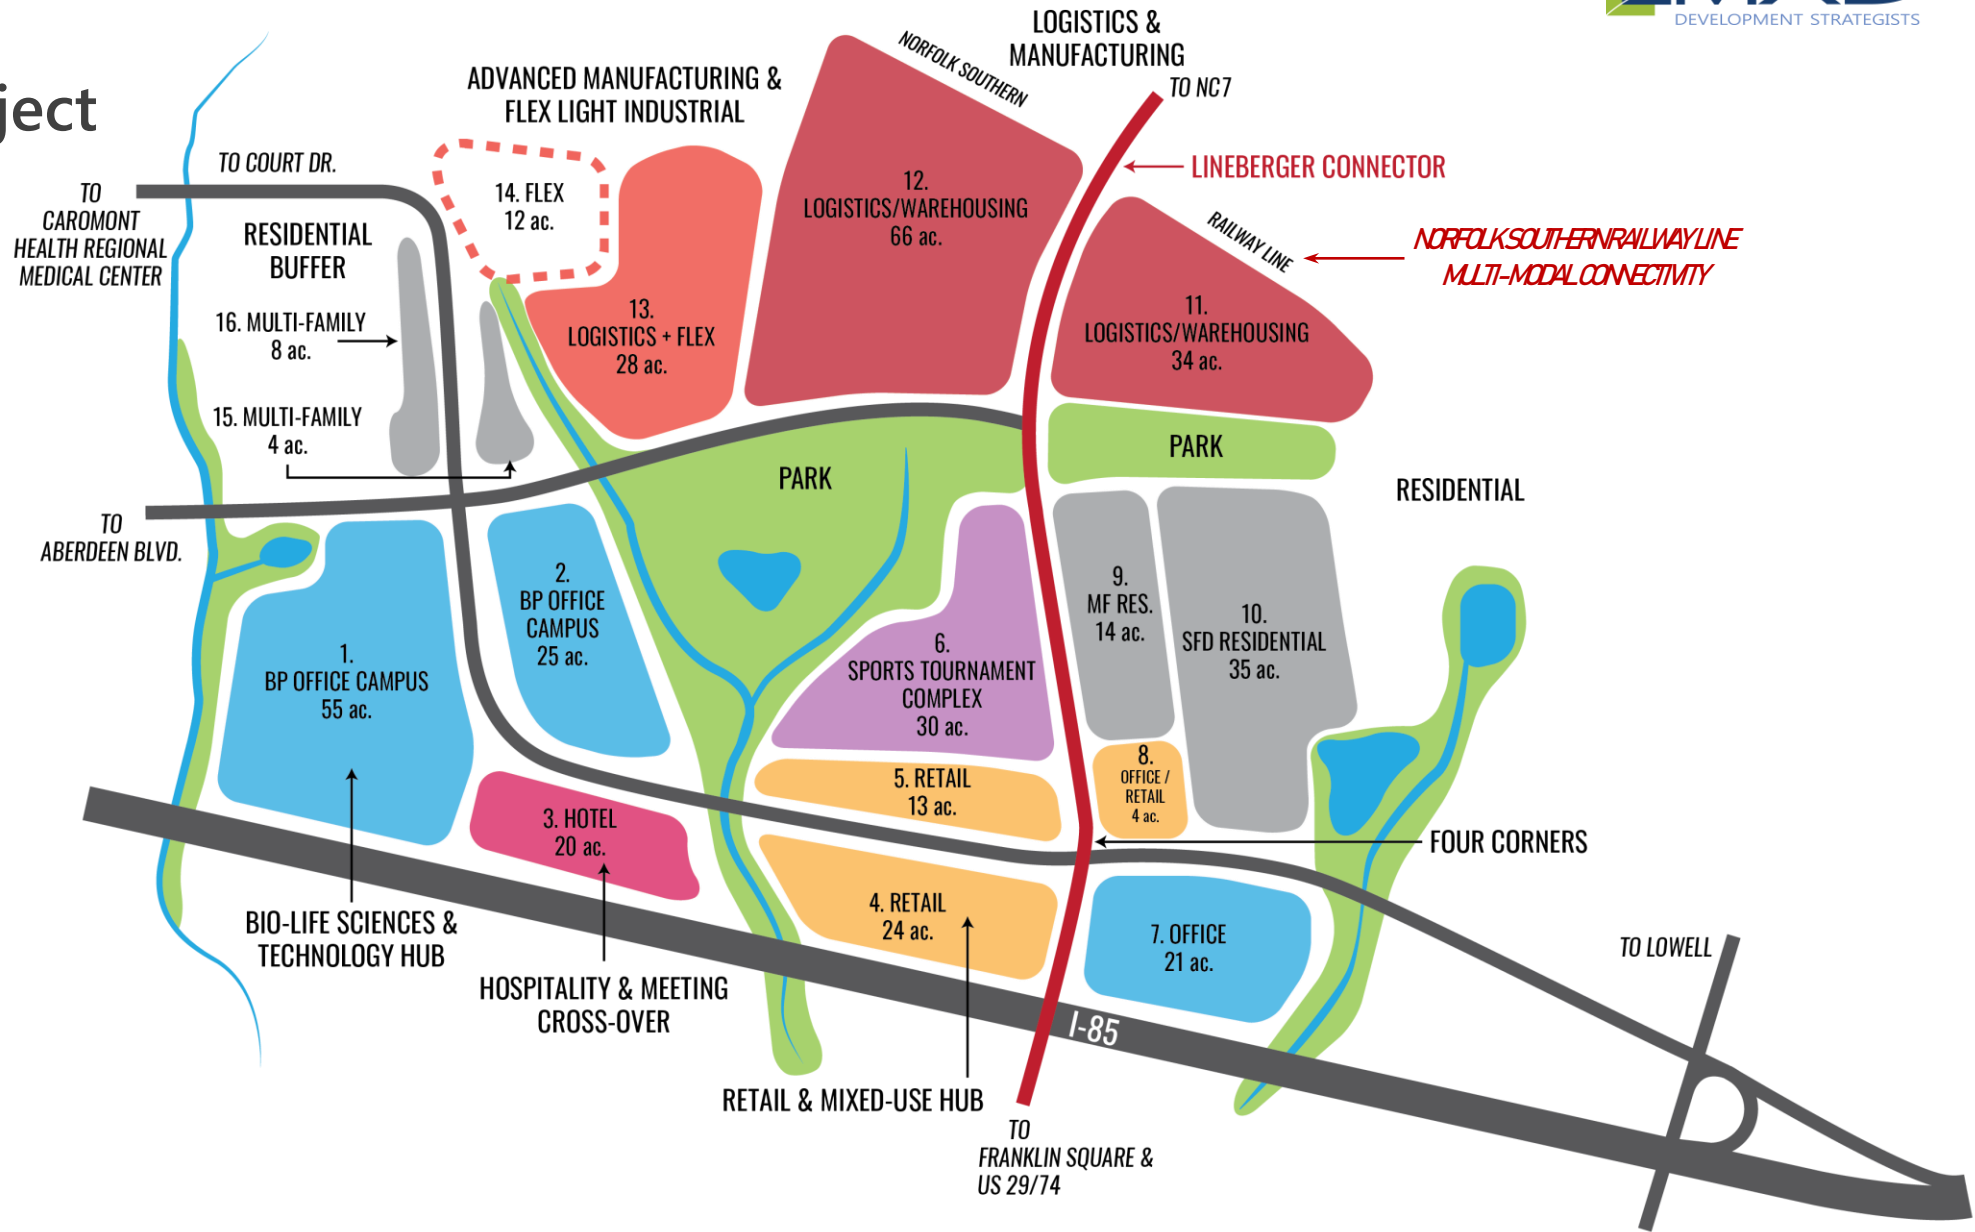 DEVELOPMENT STRATEGISTS
ject
LOGISTICS &
MANUFACTURING
TO NC7
NORFOLK SOUTHERN
ADVANCED MANUFACTURING &
FLEX LIGHT INDUSTRIAL
LINEBERGER CONNECTOR
TO COURT DR.
TO
CAROMONT
HEALTH REGIONAL
MEDICAL CENTER
14. FLEX
12 ac.
12.
LOGISTICS/WAREHOUSING
66 ac.
RAILWAY LINE
NORFOLK SOUTHERN RAILWAY LINE
MULTI-MODAL CONNECTIVITY
RESIDENTIAL
BUFFER
16. MULTI-FAMILY
8 ac.
13.
LOGISTICS + FLEX
28 ac.
11.
LOGISTICS/WAREHOUSING
34 ac.
15. MULTI-FAMILY
4 ac.
PARK
PARK
RESIDENTIAL
TO
ABERDEEN BLVD.
2.
BP OFFICE
CAMPUS
25 ac.
9.
MF RES.
14 ac.
10.
SFD RESIDENTIAL
35 ac.
1.
BP OFFICE CAMPUS
55 ac.
6.
SPORTS TOURNAMENT
COMPLEX
30 ac.
8.
OFFICE /
RETAIL
4 ac.
5. RETAIL
13 ac.
3. HOTEL
20 ac.
FOUR CORNERS
4. RETAIL
24 ac.
7. OFFICE
21 ac.
BIO-LIFE SCIENCES &
TECHNOLOGY HUB
TO LOWELL
HOSPITALITY & MEETING
CROSS-OVER
I-85
RETAIL & MIXED-USE HUB
TO
FRANKLIN SQUARE &
US 29/74